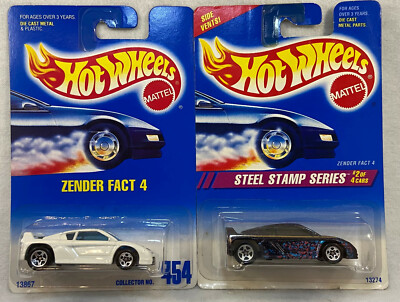 FOR AGES OVER 3 YEARS.
DIE CAST METAL
& PLASTIC.
Hot Wheels
MATTEL
ZENDER FACT 4
13867
COLLECTOR NO.
454
SIDE
VENTS!
FOR AGES
OVER 3 YEARS.
DIE CAST
METAL PARTS.
Hot Wheels
MATTEL
ZENDER FACT 4
STEEL STAMP SERIES™ #2 OF
4 CARS
13274